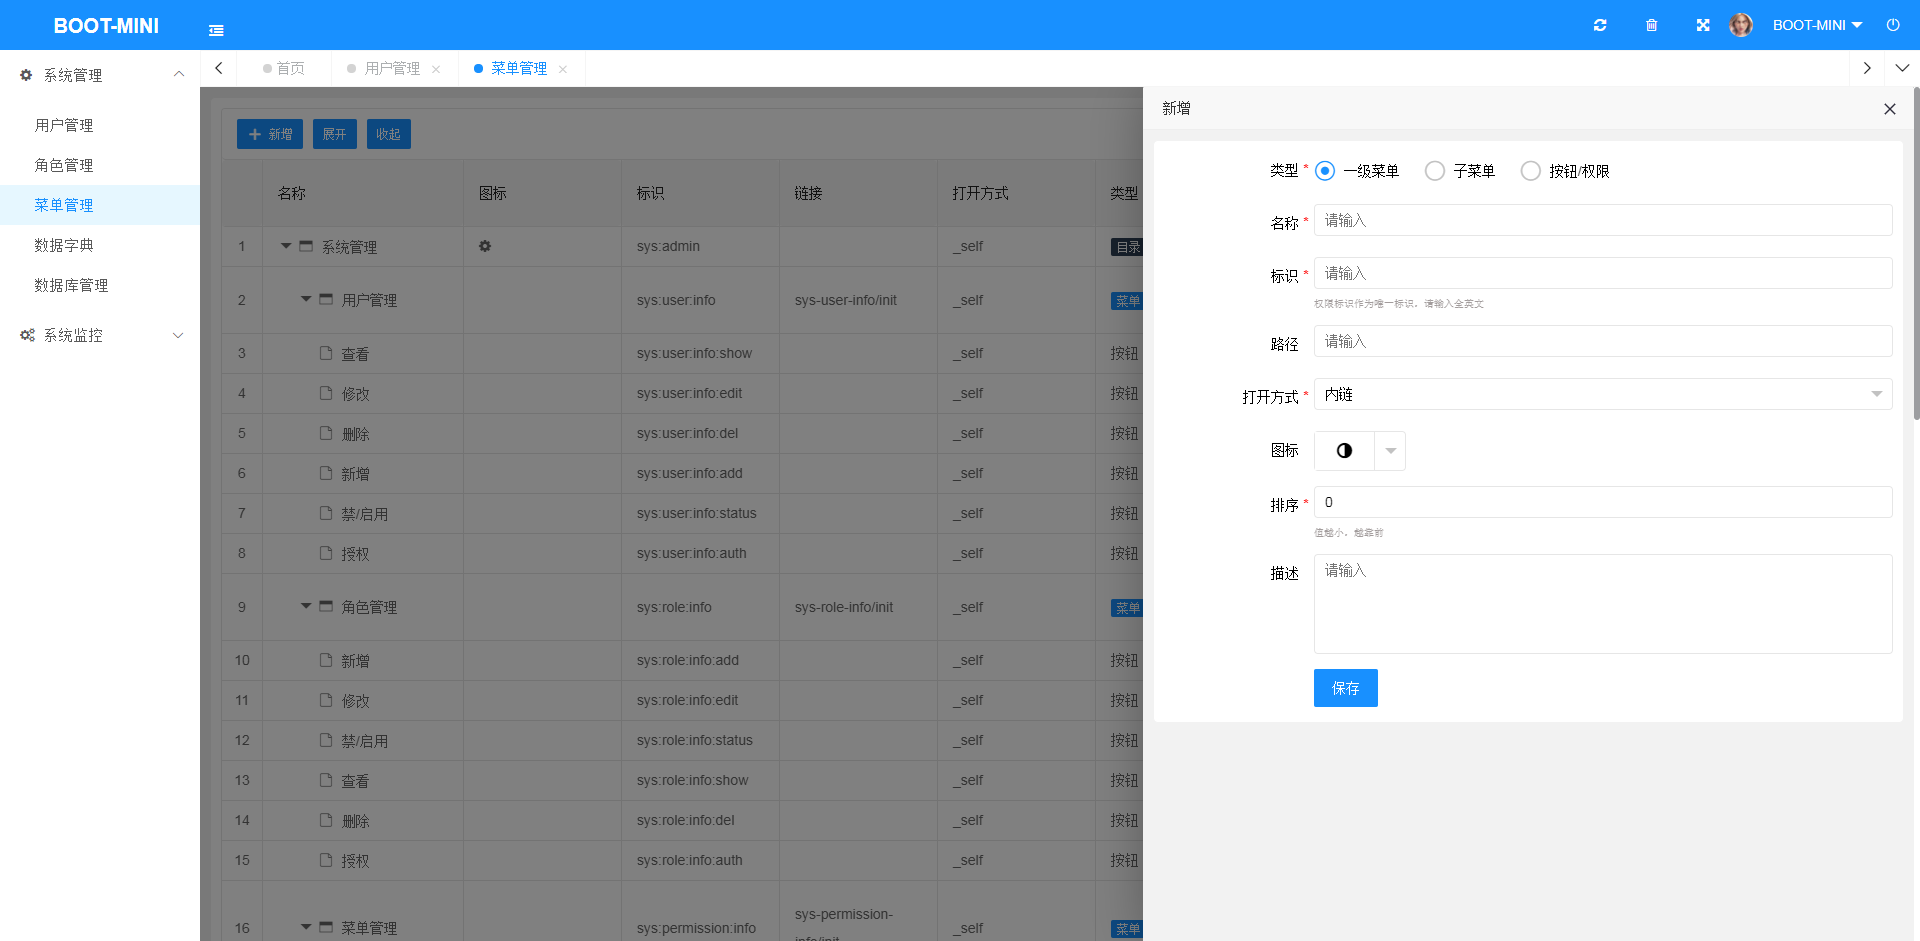 BOOT-MINI
BOOT-MINI
系统管理
用户管理
角色管理
菜单管理
数据字典
数据库管理
系统监控
首页
用户管理
菜单管理
新增
展开
收起
名称 图标 标识 链接 打开方式 类型
1 系统管理 sys:admin _self 目录
2 用户管理 sys:user:info sys-user-info/init _self 菜单
3 查看 sys:user:info:show _self 按钮
4 修改 sys:user:info:edit _self 按钮
5 删除 sys:user:info:del _self 按钮
6 新增 sys:user:info:add _self 按钮
7 禁/启用 sys:user:info:status _self 按钮
8 授权 sys:user:info:auth _self 按钮
9 角色管理 sys:role:info sys-role-info/init _self 菜单
10 新增 sys:role:info:add _self 按钮
11 修改 sys:role:info:edit _self 按钮
12 禁/启用 sys:role:info:status _self 按钮
13 查看 sys:role:info:show _self 按钮
14 删除 sys:role:info:del _self 按钮
15 授权 sys:role:info:auth _self 按钮
16 菜单管理 sys:permission:info sys-permission-info/init _self 菜单
新增
类型 * 一级菜单 子菜单 按钮/权限
名称 * 请输入
标识 * 请输入
权限标识作为唯一标识。请输入全英文
路径 请输入
打开方式 * 内链
图标
排序 * 0
值越小。越靠前
描述 请输入
保存